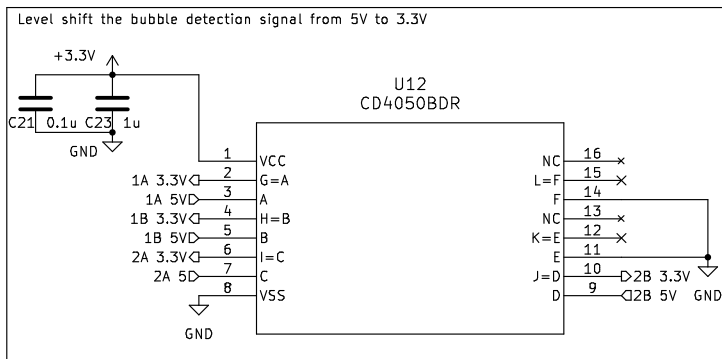 Level shift the bubble detection signal from 5V to 3.3V
+3.3V
C21 0.1u C23 1u
GND
U12
CD4050BDR
1 VCC
1A 3.3V 2 G=A
1A 5V 3 A
1B 3.3V 4 H=B
1B 5V 5 B
2A 3.3V 6 I=C
2A 5 7 C
8 VSS
GND
NC 16
L=F 15
F 14
NC 13
K=E 12
E 11
J=D 10 2B 3.3V
D 9 2B 5V
GND